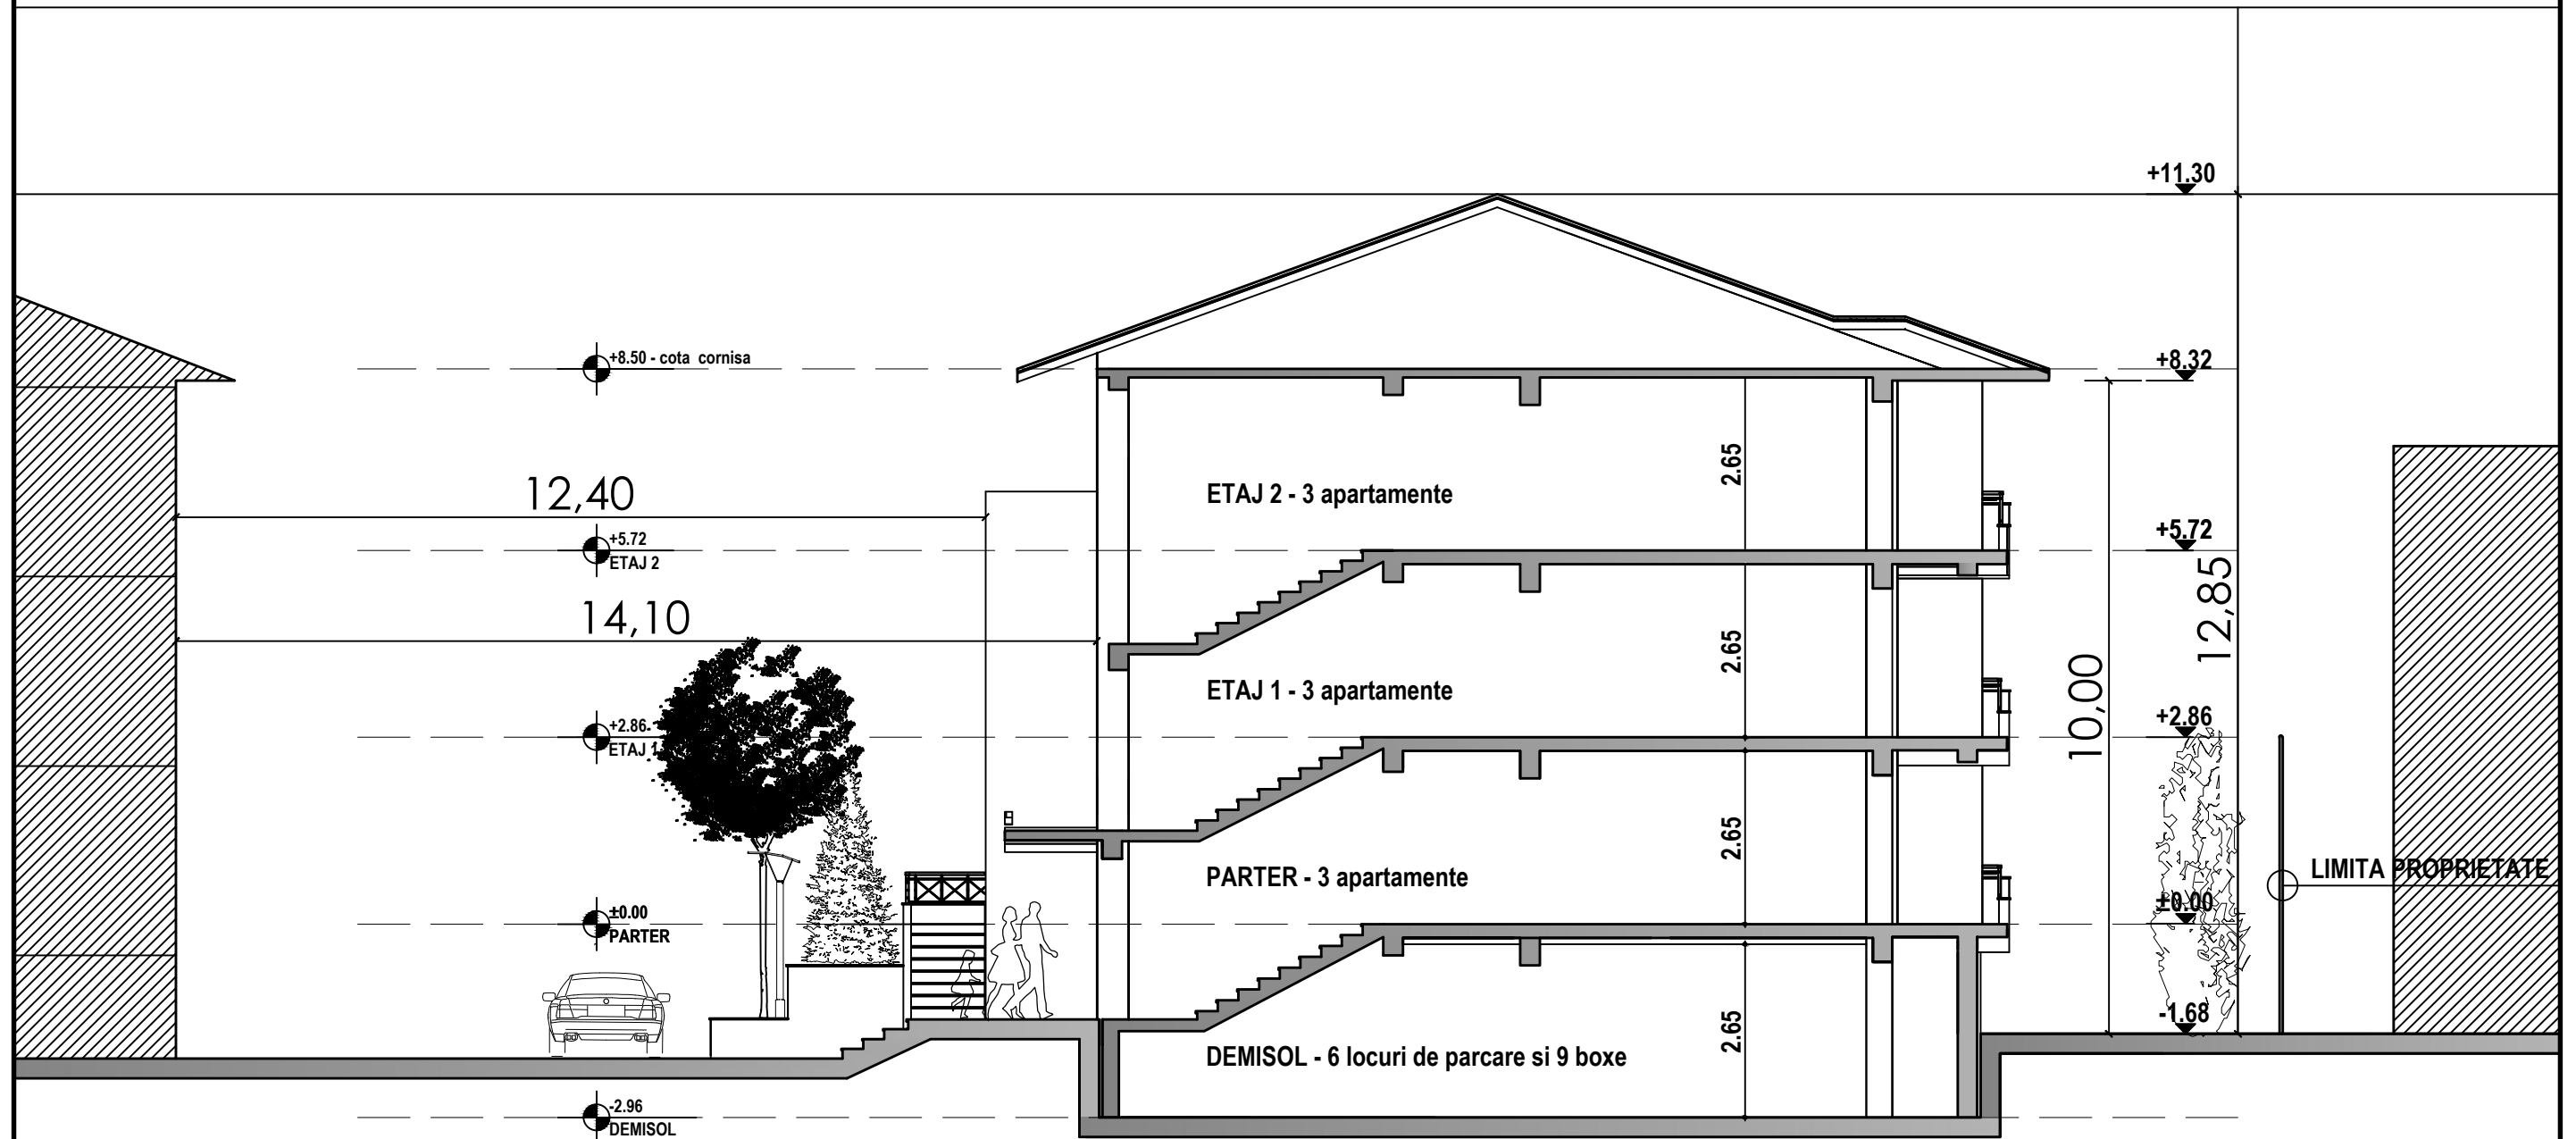 +11.30
+8.50 - cota cornisa
+8.32
12,40
ETAJ 2 - 3 apartamente
2.65
+5.72
ETAJ 2
+5.72
12,85
14,10
ETAJ 1 - 3 apartamente
2.65
10,00
+2.86
ETAJ 1
+2.86
PARTER - 3 apartamente
2.65
LIMITA PROPRIETATE
±0.00
PARTER
±0.00
-1.68
DEMISOL - 6 locuri de parcare si 9 boxe
2.65
-2.96
DEMISOL